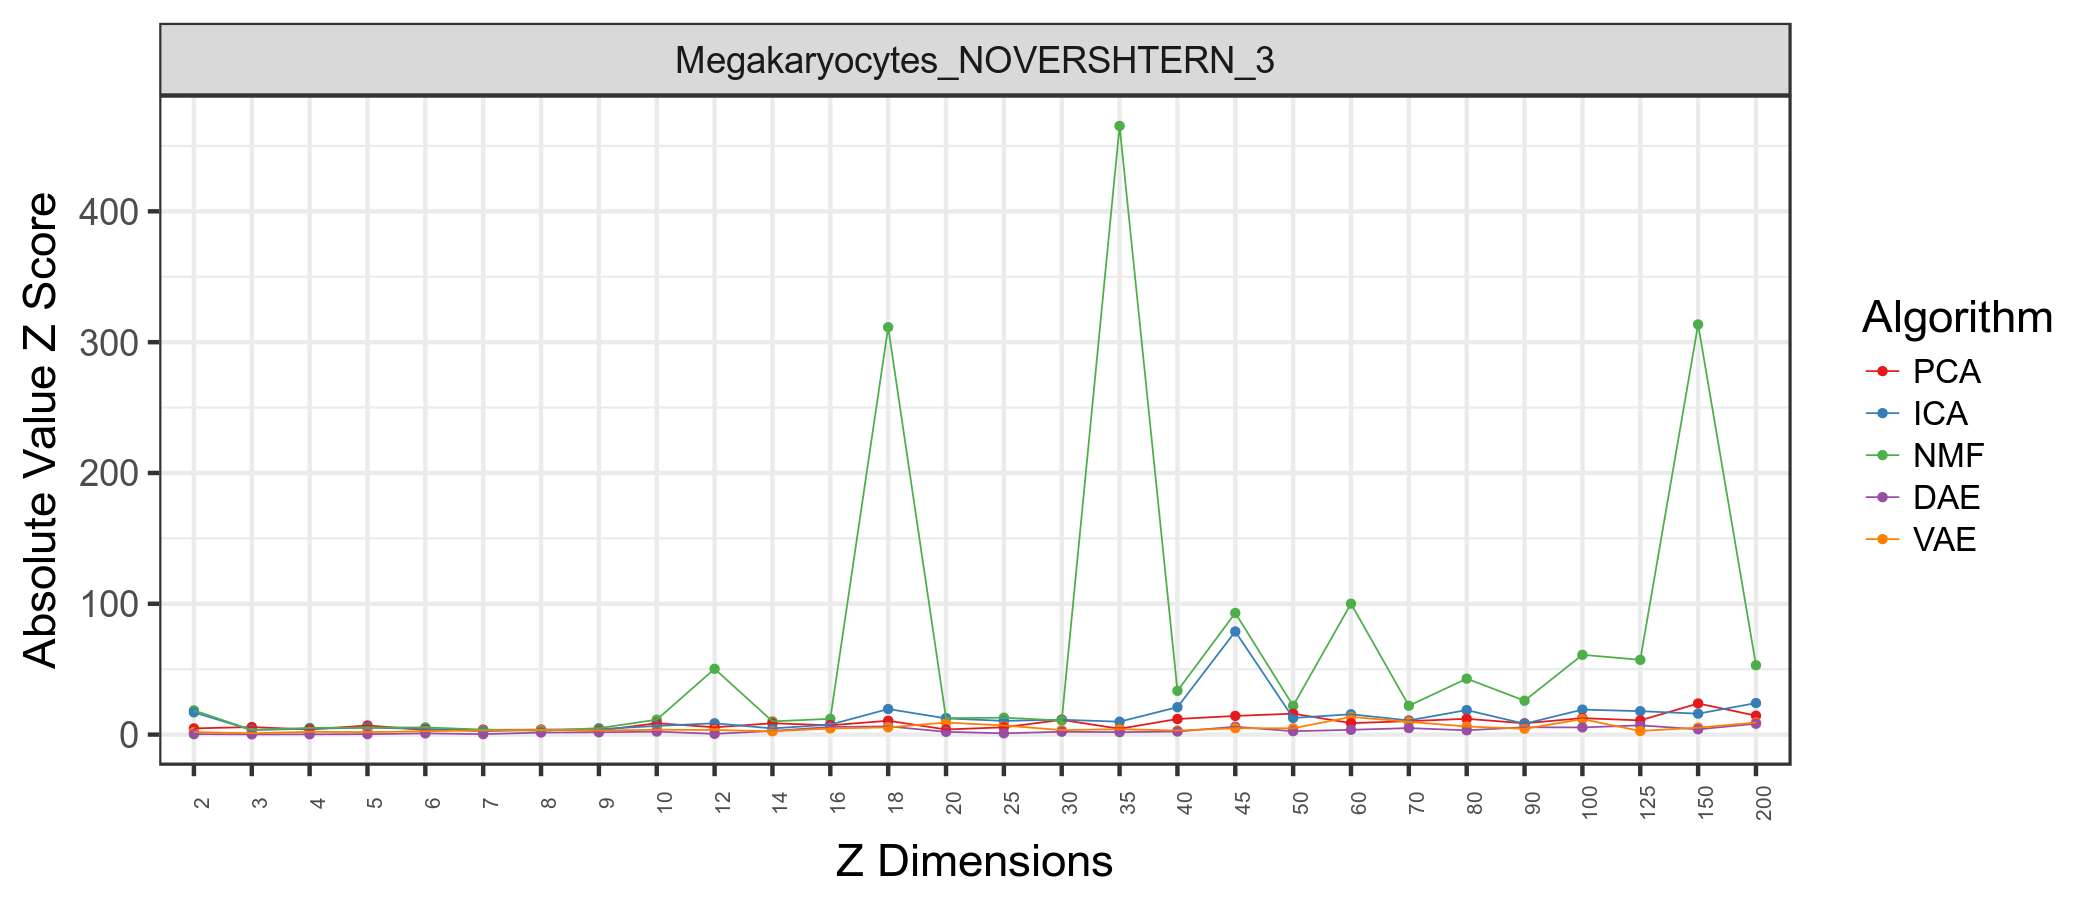 Megakaryocytes_NOVERSHTERN_3
Absolute Value Z Score
400
300
200
100
0
2 3 4 5 6 7 8 9 10 12 14 16 18 20 25 30 35 40 45 50 60 70 80 90 100 125 150 200
Z Dimensions
Algorithm
PCA
ICA
NMF
DAE
VAE